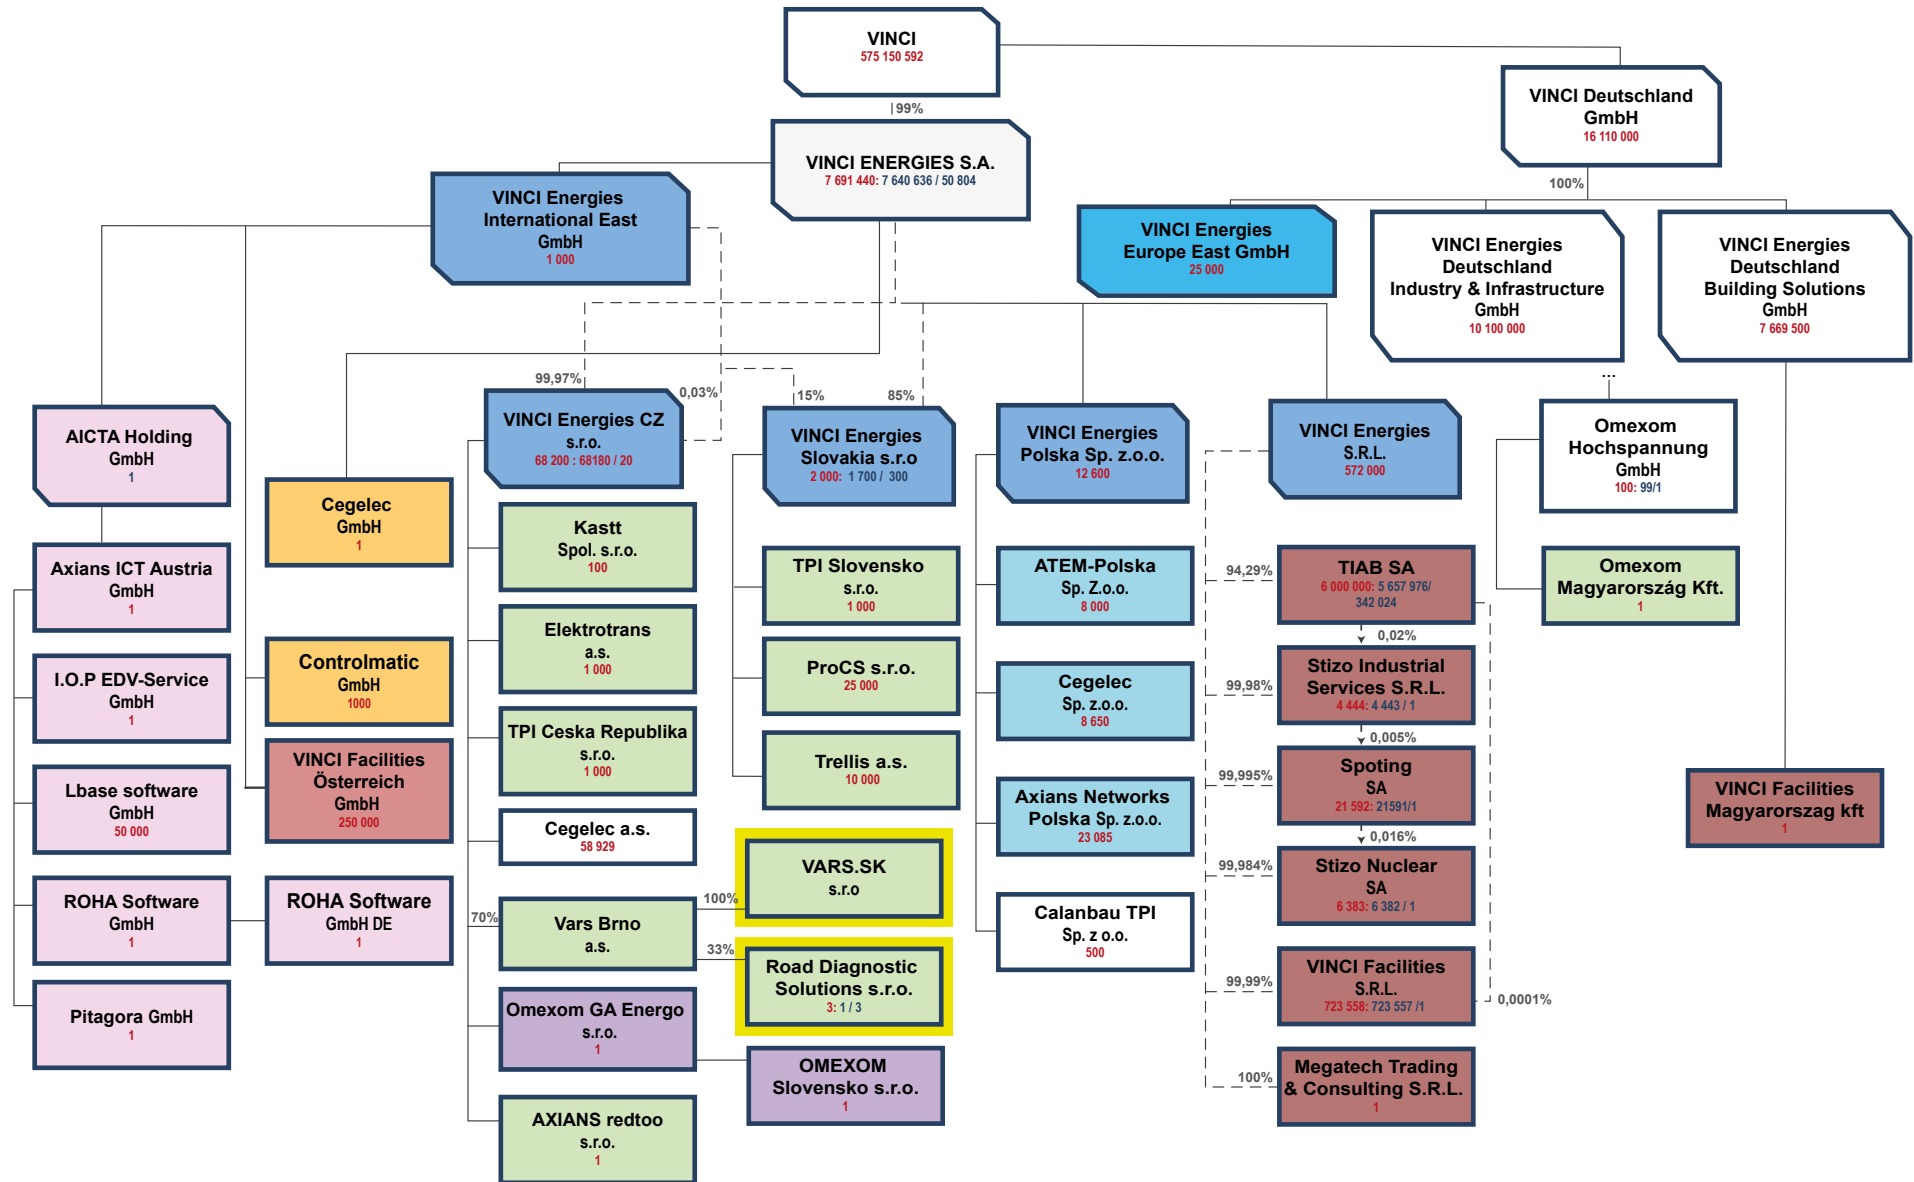 VINCI
575 150 592
99%
VINCI Deutschland
GmbH
16 110 000
100%
VINCI ENERGIES S.A.
7 691 440: 7 640 636 / 50 804
VINCI Energies
International East
GmbH
1 000
VINCI Energies
Europe East GmbH
25 000
VINCI Energies
Deutschland
Industry & Infrastructure
GmbH
10 100 000
...
VINCI Energies
Deutschland
Building Solutions
GmbH
7 669 500
99,97%
0,03%
15%
85%
AICTA Holding
GmbH
1
Cegelec
GmbH
1
VINCI Energies CZ
s.r.o.
68 200 : 68180 / 20
VINCI Energies
Slovakia s.r.o
2 000: 1 700 / 300
VINCI Energies
Polska Sp. z.o.o.
12 600
VINCI Energies
S.R.L.
572 000
Omexom
Hochspannung
GmbH
100: 99/1
Axians ICT Austria
GmbH
1
I.O.P EDV-Service
GmbH
1
Lbase software
GmbH
50 000
ROHA Software
GmbH
1
Pitagora GmbH
1
Controlmatic
GmbH
1000
VINCI Facilities
Österreich
GmbH
250 000
ROHA Software
GmbH DE
1
Kastt
Spol. s.r.o.
100
Elektrotrans
a.s.
1 000
TPI Ceska Republika
s.r.o.
1 000
Cegelec a.s.
58 929
70%
Vars Brno
a.s.
100%
33%
Omexom GA Energo
s.r.o.
1
AXIANS redtoo
s.r.o.
1
TPI Slovensko
s.r.o.
1 000
ProCS s.r.o.
25 000
Trellis a.s.
10 000
VARS.SK
s.r.o
Road Diagnostic
Solutions s.r.o.
3: 1 / 3
OMEXOM
Slovensko s.r.o.
1
ATEM-Polska
Sp. Z.o.o.
8 000
Cegelec
Sp. z.o.o.
8 650
Axians Networks
Polska Sp. z.o.o.
23 085
Calanbau TPI
Sp. z o.o.
500
94,29%
TIAB SA
6 000 000: 5 657 976/
342 024
0,02%
99,98%
Stizo Industrial
Services S.R.L.
4 444: 4 443 / 1
0,005%
99,995%
Spoting
SA
21 592: 21591/1
0,016%
99,984%
Stizo Nuclear
SA
6 383: 6 382 / 1
99,99%
VINCI Facilities
S.R.L.
723 558: 723 557 /1
0,0001%
100%
Megatech Trading
& Consulting S.R.L.
1
Omexom
Magyarország Kft.
1
VINCI Facilities
Magyarorszag kft
1